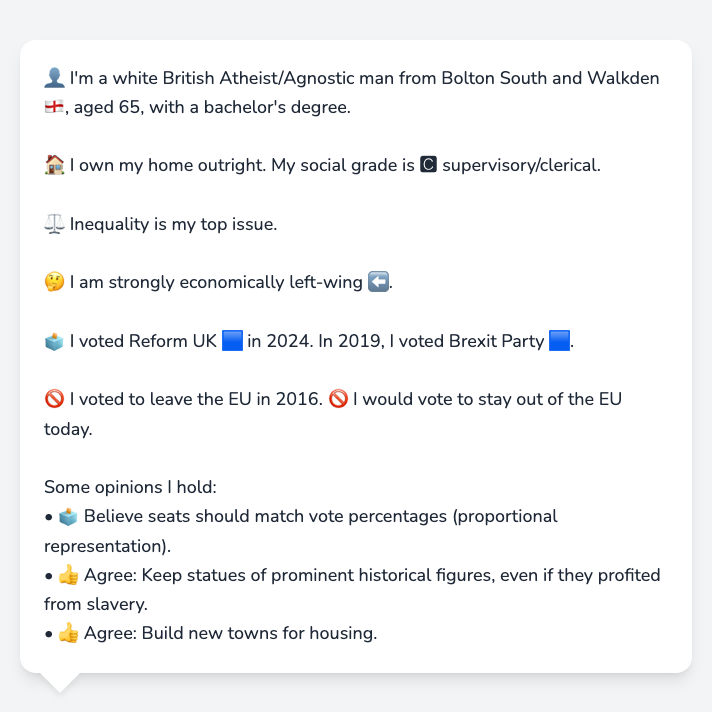 👤 I'm a white British Atheist/Agnostic man from Bolton South and Walkden
🏴󠁧󠁢󠁥󠁮󠁧󠁿, aged 65, with a bachelor's degree.
🏠 I own my home outright. My social grade is 🅲 supervisory/clerical.
⚖️ Inequality is my top issue.
🤔 I am strongly economically left-wing ⬅️.
🗳️ I voted Reform UK 🟦 in 2024. In 2019, I voted Brexit Party 🟦.
🚫 I voted to leave the EU in 2016. 🚫 I would vote to stay out of the EU
today.
Some opinions I hold:
• 🗳️ Believe seats should match vote percentages (proportional
representation).
• 👍 Agree: Keep statues of prominent historical figures, even if they profited
from slavery.
• 👍 Agree: Build new towns for housing.